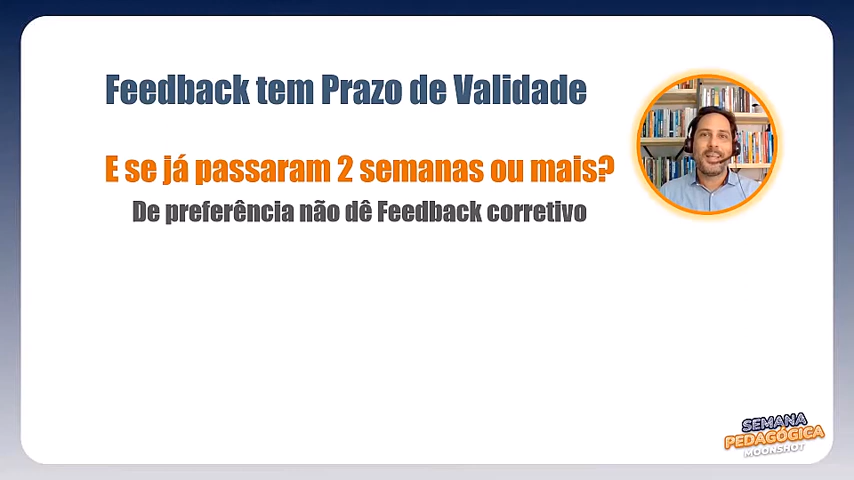 Feedback tem Prazo de Validade
E se já passaram 2 semanas ou mais?
De preferência não dê Feedback corretivo
SEMANA
PEDAGÓGICA
MOONSHOT